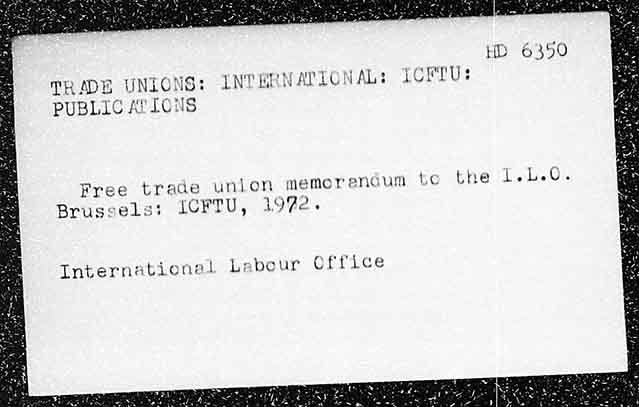 HD 6350
TRADE UNIONS: INTERNATIONAL: ICFTU:
PUBLICATIONS
Free trade union memorandum to the I.L.O.
Brussels: ICFTU, 1972.
International Labour Office